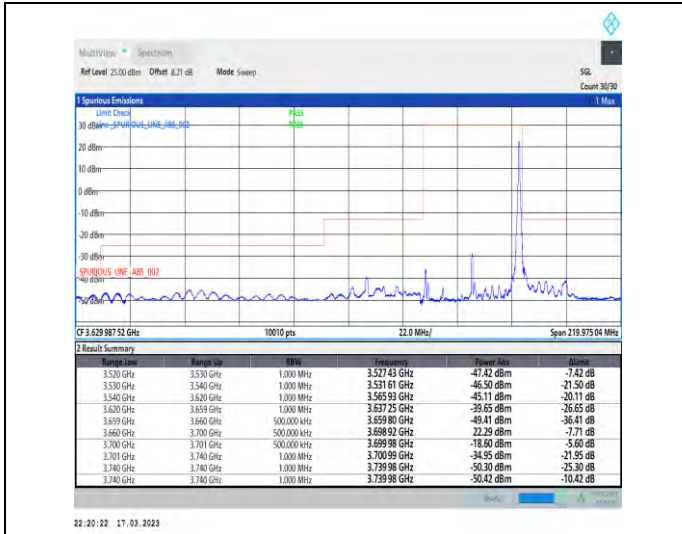 MultiView Spectrum
Ref Level 25.00 dBm Offset 8.21 dB Mode Sweep SGL
Count 30/30
1 Spurious Emissions 1 Max
Limit Check PASS
30 dBm Line _SPURIOUS_LINE_ABS_002 PASS
20 dBm
10 dBm
0 dBm
-10 dBm
-20 dBm
-30 dBm
SPURIOUS_LINE_ABS_002
-40 dBm
-50 dBm
CF 3.629 987 52 GHz 10010 pts 22.0 MHz/ Span 219.975 04 MHz
2 Result Summary
Range Low Range Up RBW Frequency Power Abs ΔLimit
3.520 GHz 3.530 GHz 1.000 MHz 3.527 43 GHz -47.42 dBm -7.42 dB
3.530 GHz 3.540 GHz 1.000 MHz 3.531 61 GHz -46.50 dBm -21.50 dB
3.540 GHz 3.620 GHz 1.000 MHz 3.565 93 GHz -45.11 dBm -20.11 dB
3.620 GHz 3.659 GHz 1.000 MHz 3.637 25 GHz -39.65 dBm -26.65 dB
3.659 GHz 3.660 GHz 500.000 kHz 3.659 80 GHz -49.41 dBm -36.41 dB
3.660 GHz 3.700 GHz 500.000 kHz 3.698 92 GHz 22.29 dBm -7.71 dB
3.700 GHz 3.701 GHz 500.000 kHz 3.699 98 GHz -18.60 dBm -5.60 dB
3.701 GHz 3.740 GHz 1.000 MHz 3.700 99 GHz -34.95 dBm -21.95 dB
3.740 GHz 3.740 GHz 1.000 MHz 3.739 98 GHz -50.30 dBm -25.30 dB
3.740 GHz 3.740 GHz 1.000 MHz 3.739 98 GHz -50.42 dBm -10.42 dB
Ready
22:20:22 17.03.2023